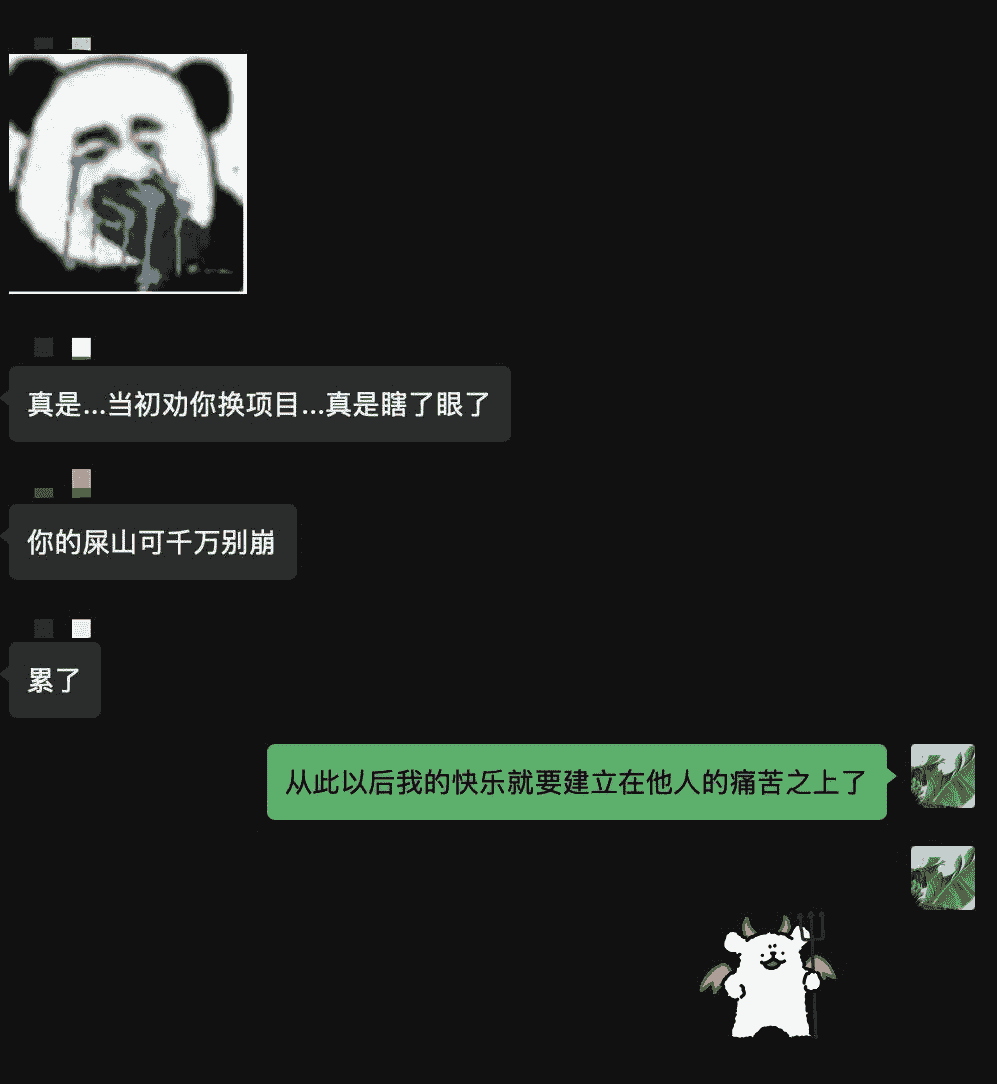 真是...当初劝你换项目...真是瞎了眼了
你的屎山可千万别崩
累了
从此以后我的快乐就要建立在他人的痛苦之上了